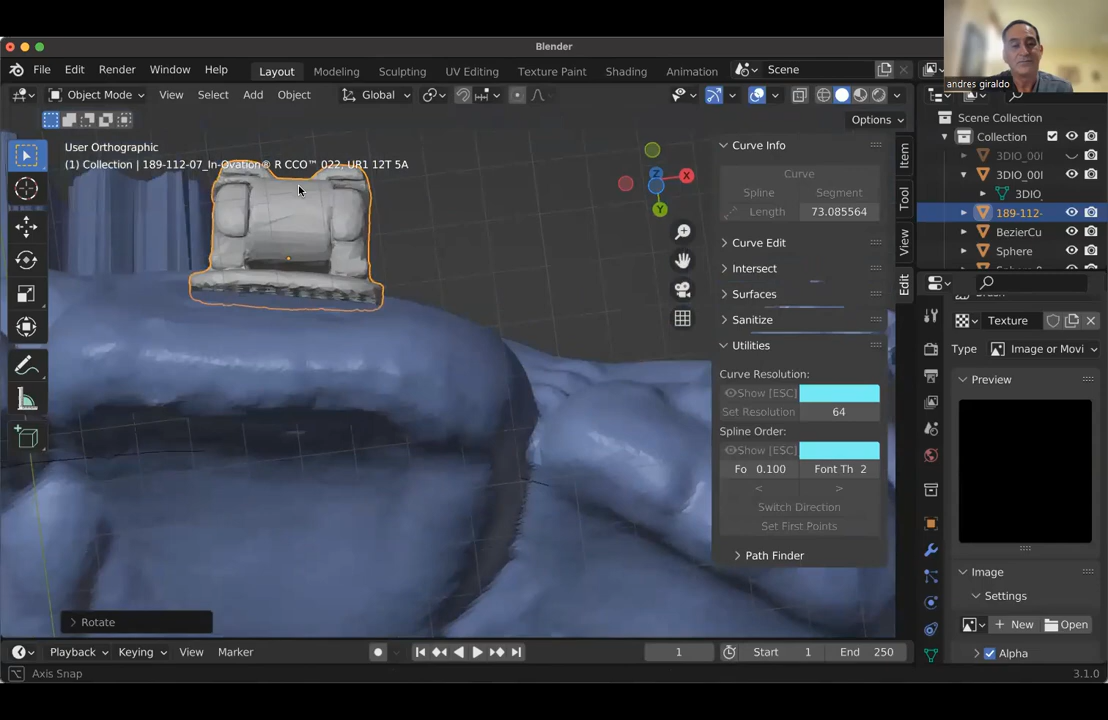 Blender
andres giraldo
File Edit Render Window Help Layout Modeling Sculpting UV Editing Texture Paint Shading Animation Scene
Object Mode View Select Add Object Global
Options
User Orthographic
(1) Collection | 189-112-07_In-Ovation® R CCO™ 022, UR1 12T 5A
X
Y
Z
Item
Tool
View
Edit
Curve Info
Curve
Spline Segment
Length 73.085564
Curve Edit
Intersect
Surfaces
Sanitize
Utilities
Curve Resolution:
Show [ESC]
Set Resolution 64
Spline Order:
Show [ESC]
Fo 0.100 Font Th 2
< >
Switch Direction
Set First Points
Path Finder
Scene Collection
Collection
3DIO_00I
3DIO_00I
3DIO_
189-112-
BezierCu
Sphere
Texture
Type Image or Movi
Preview
Image
Settings
New Open
Alpha
Rotate
Playback Keying View Marker 1 Start 1 End 250
Axis Snap 3.1.0